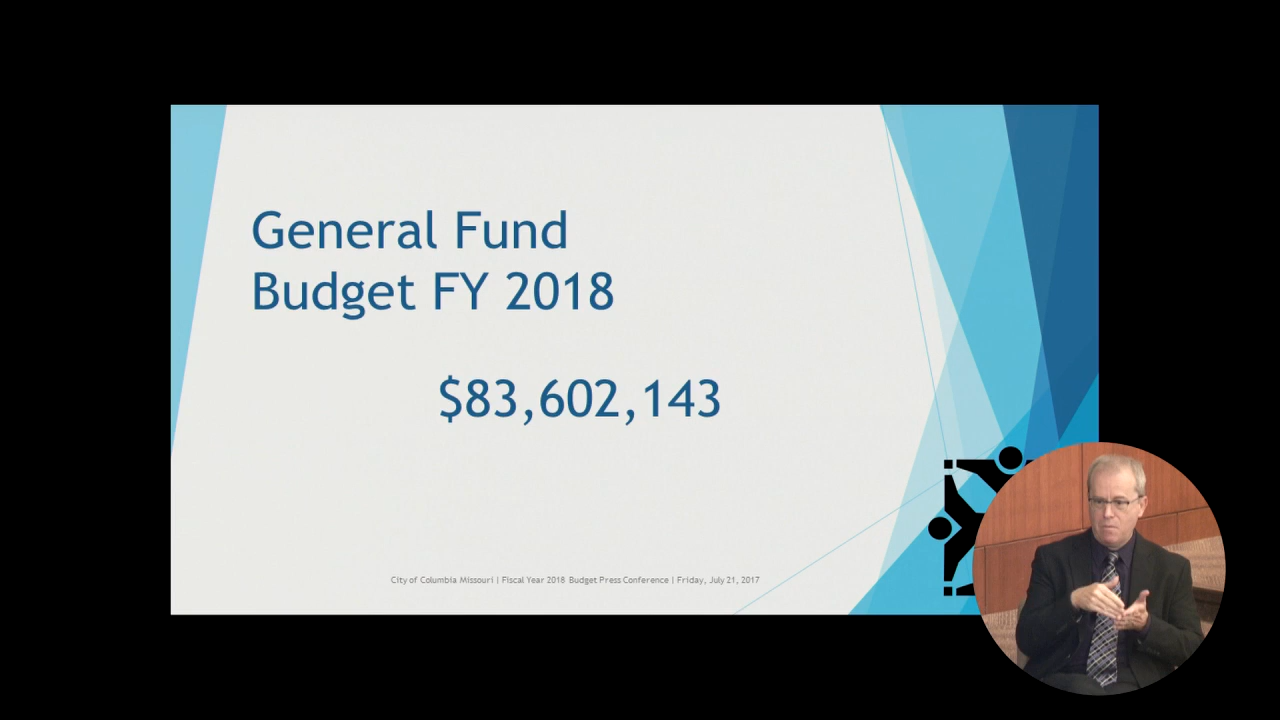 General Fund
Budget FY 2018
$83,602,143
City of Columbia Missouri | Fiscal Year 2018 Budget Press Conference | Friday, July 21, 2017